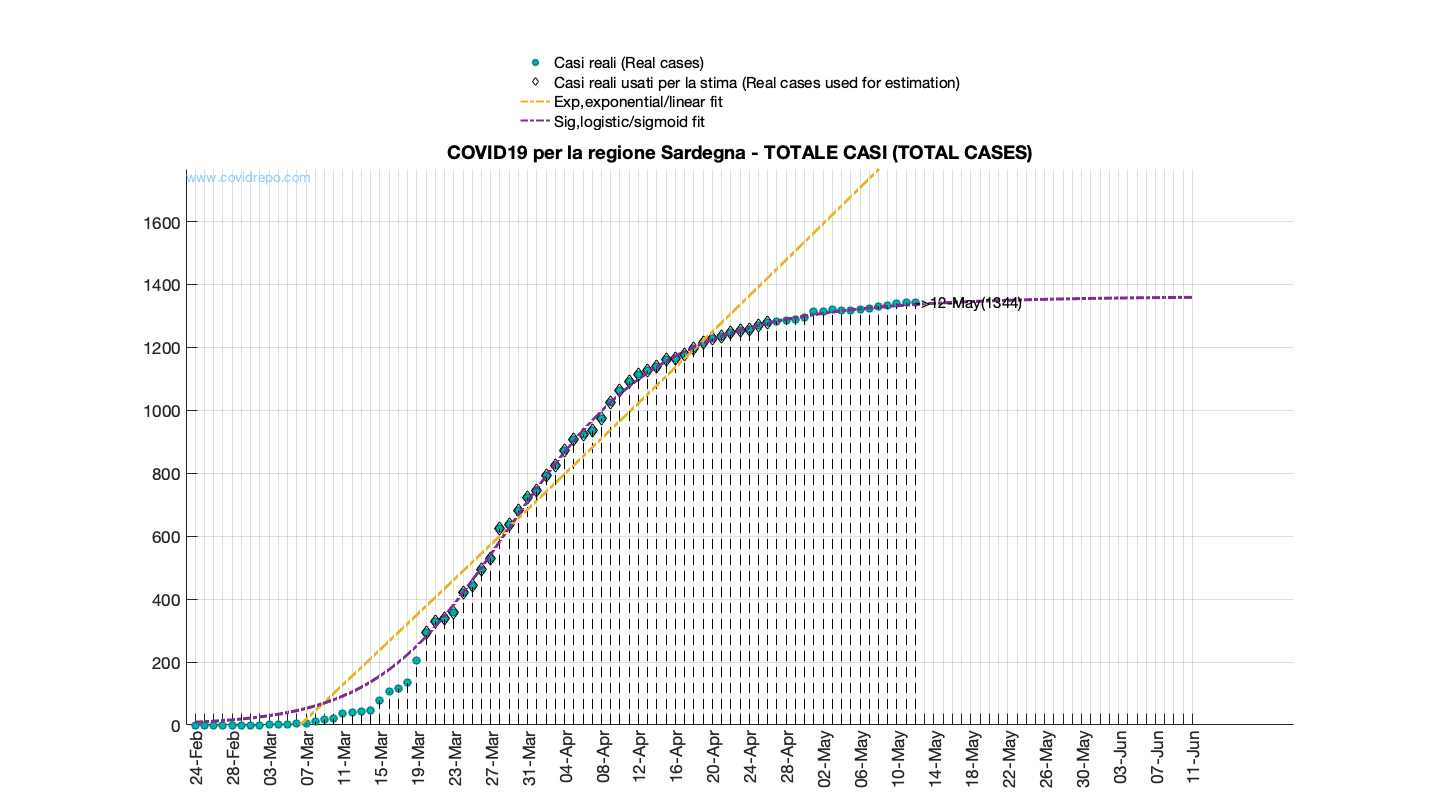 Casi reali (Real cases)
Casi reali usati per la stima (Real cases used for estimation)
Exp,exponential/linear fit
Sig,logistic/sigmoid fit
COVID19 per la regione Sardegna - TOTALE CASI (TOTAL CASES)
www.covidrepo.com
1600
1400
>12-May(1344)
1200
1000
800
600
400
200
0
24-Feb
28-Feb
03-Mar
07-Mar
11-Mar
15-Mar
19-Mar
23-Mar
27-Mar
31-Mar
04-Apr
08-Apr
12-Apr
16-Apr
20-Apr
24-Apr
28-Apr
02-May
06-May
10-May
14-May
18-May
22-May
26-May
30-May
03-Jun
07-Jun
11-Jun